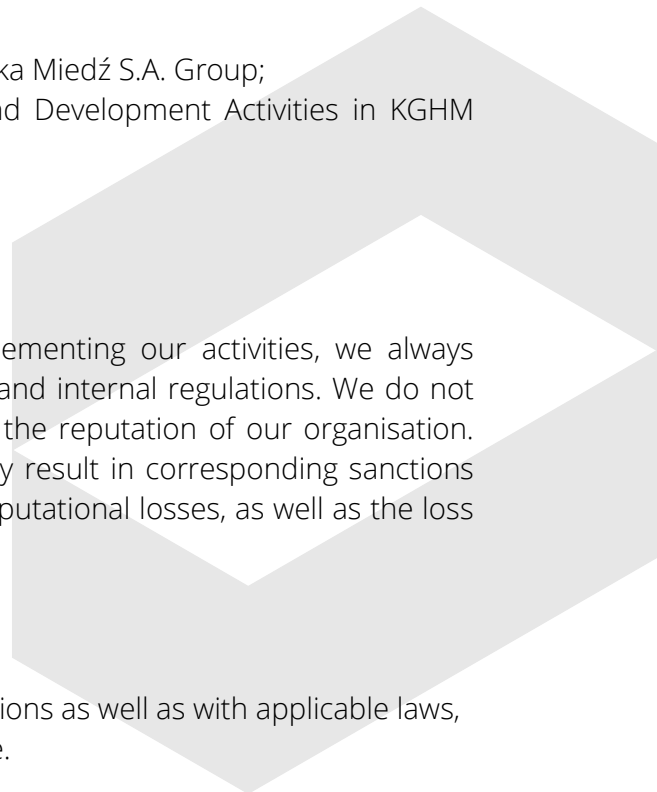 ka Miedź S.A. Group;
nd Development Activities in KGHM
ementing our activities, we always
and internal regulations. We do not
the reputation of our organisation.
y result in corresponding sanctions
putational losses, as well as the loss
ions as well as with applicable laws,
e.